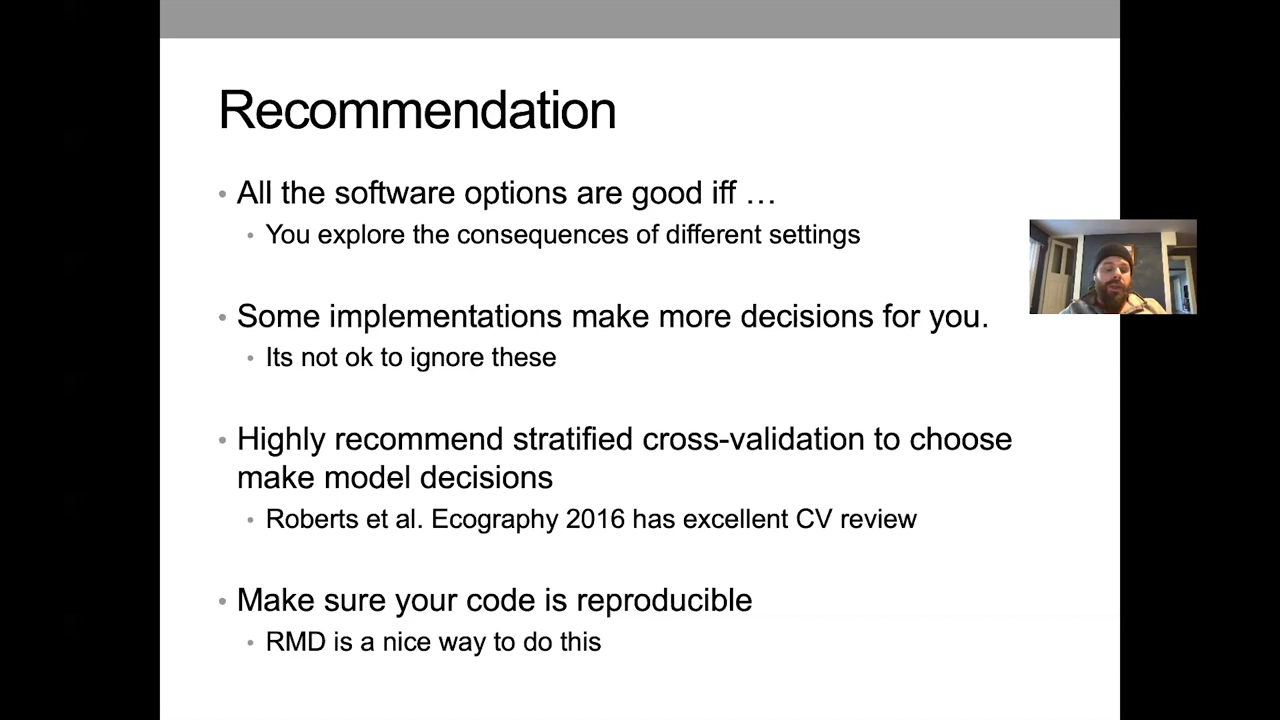 Recommendation
• All the software options are good iff …
• You explore the consequences of different settings
• Some implementations make more decisions for you.
• Its not ok to ignore these
• Highly recommend stratified cross-validation to choose
make model decisions
• Roberts et al. Ecography 2016 has excellent CV review
• Make sure your code is reproducible
• RMD is a nice way to do this